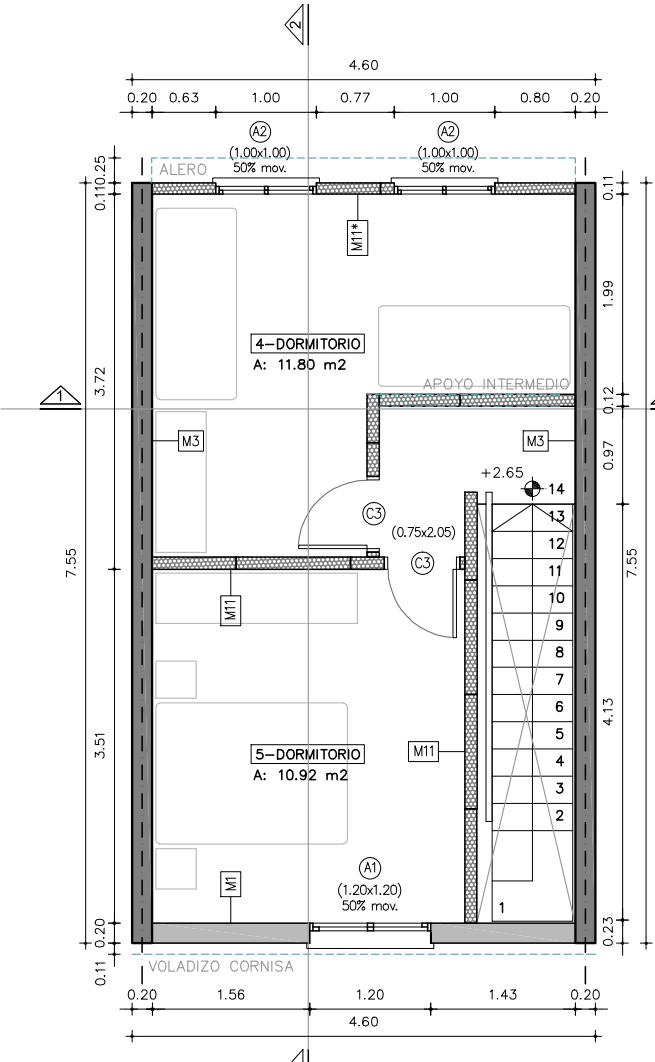 2
4.60
0.20 0.63 1.00 0.77 1.00 0.80 0.20
A2 A2
(1.00x1.00) (1.00x1.00)
50% mov. 50% mov.
0.25
ALERO
0.11 0.11
M11*
1.99
4-DORMITORIO
A: 11.80 m2
3.72
APOYO INTERMEDIO
0.12
1
M3 M3
0.97
+2.65
14
C3
13
(0.75x2.05)
12
C3
7.55 7.55
11
M11
10
9
8
7
6
5
5-DORMITORIO
M11
4.13
3.51
A: 10.92 m2
4
3
2
A1
M1
(1.20x1.20)
50% mov.
1
0.20 0.23
0.11
VOLADIZO CORNISA
0.20 1.56 1.20 1.43 0.20
4.60